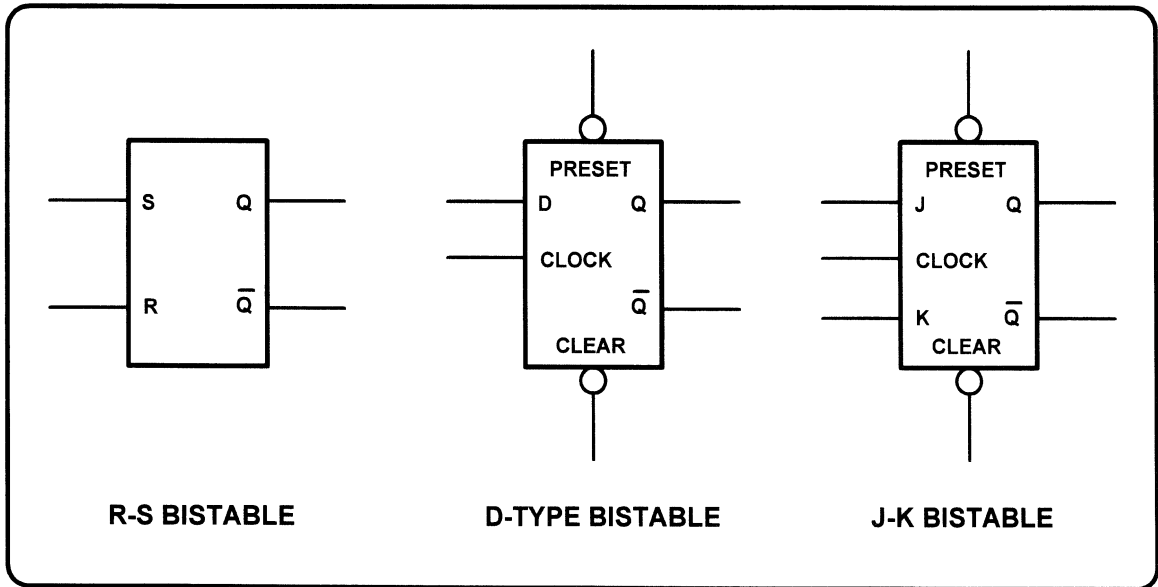 S Q
R Q̅
R-S BISTABLE
PRESET
D Q
CLOCK
Q̅
CLEAR
D-TYPE BISTABLE
PRESET
J Q
CLOCK
K Q̅
CLEAR
J-K BISTABLE